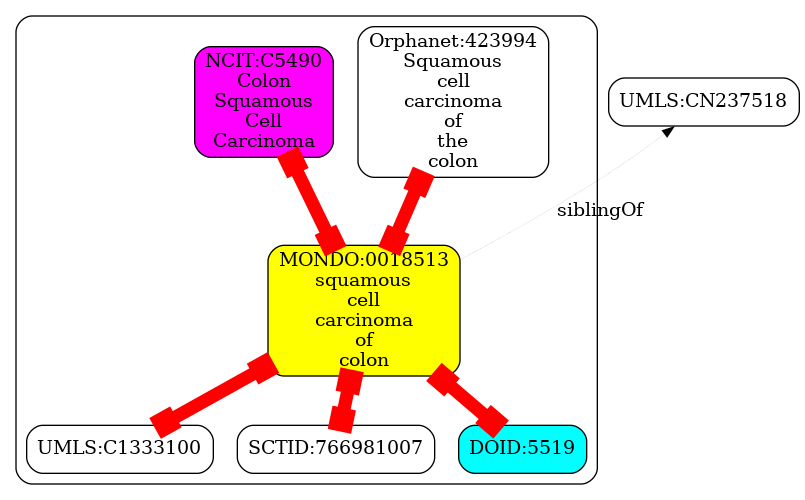 NCIT:C5490
Colon
Squamous
Cell
Carcinoma
Orphanet:423994
Squamous
cell
carcinoma
of
the
colon
UMLS:CN237518
siblingOf
MONDO:0018513
squamous
cell
carcinoma
of
colon
UMLS:C1333100
SCTID:766981007
DOID:5519